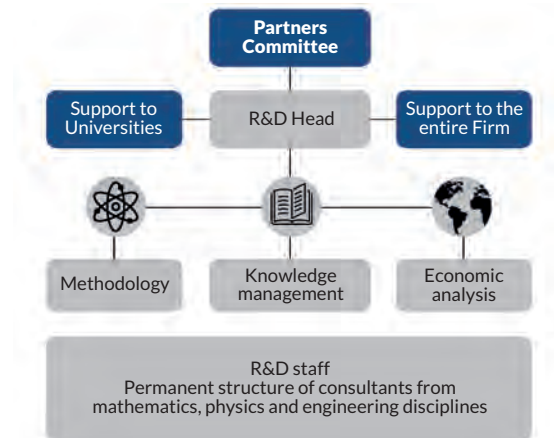 Partners
Committee
Support to
Universities
R&D Head
Support to the
entire Firm
Methodology
Knowledge
management
Economic
analysis
R&D staff
Permanent structure of consultants from
mathematics, physics and engineering disciplines